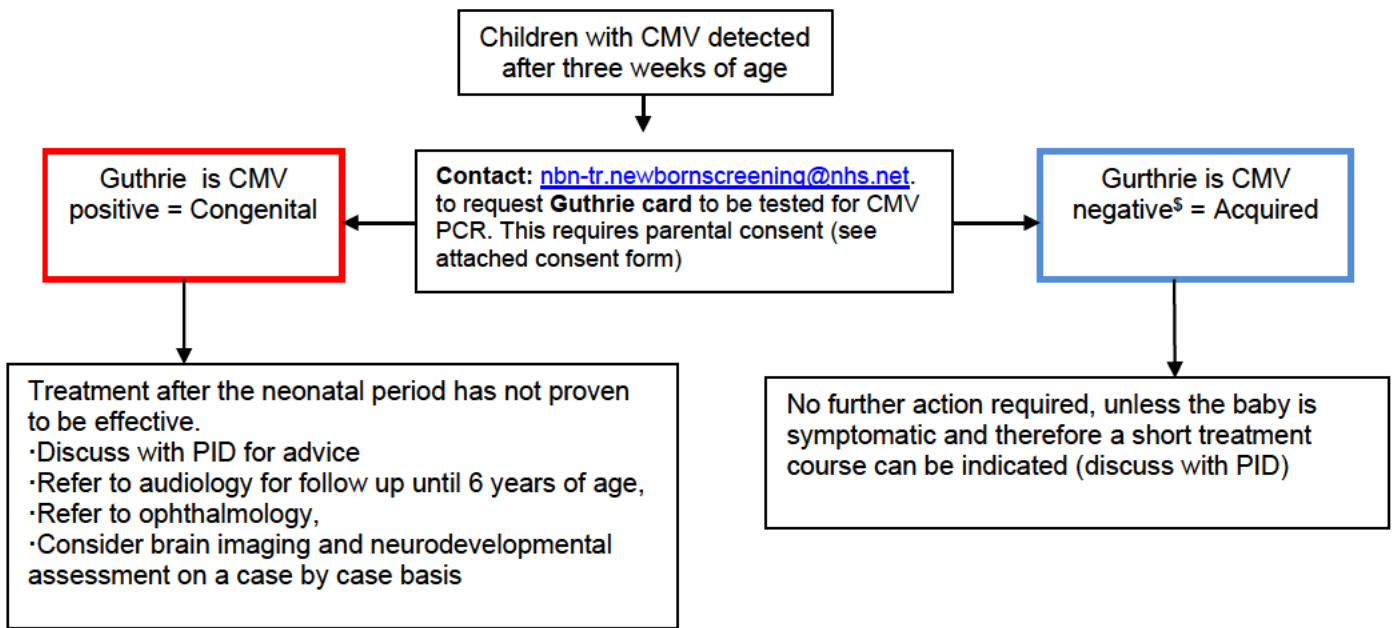 Children with CMV detected
after three weeks of age
Guthrie is CMV
positive = Congenital
Contact: nbn-tr.newbornscreening@nhs.net.
to request Guthrie card to be tested for CMV
PCR. This requires parental consent (see
attached consent form)
Gurthrie is CMV
negative$ = Acquired
Treatment after the neonatal period has not proven
to be effective.
·Discuss with PID for advice
·Refer to audiology for follow up until 6 years of age,
·Refer to ophthalmology,
·Consider brain imaging and neurodevelopmental
assessment on a case by case basis
No further action required, unless the baby is
symptomatic and therefore a short treatment
course can be indicated (discuss with PID)